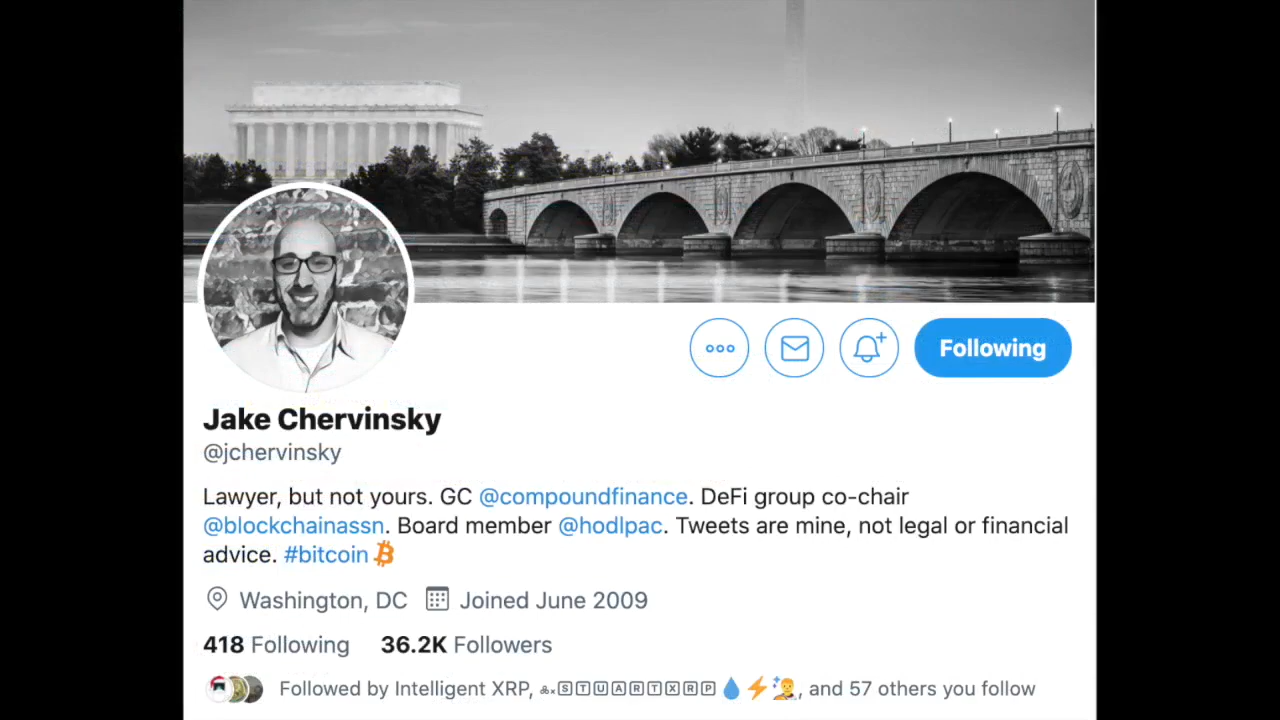 Following
Jake Chervinsky
@jchervinsky
Lawyer, but not yours. GC @compoundfinance. DeFi group co-chair
@blockchainassn. Board member @hodlpac. Tweets are mine, not legal or financial
advice. #bitcoin
Washington, DC Joined June 2009
418 Following 36.2K Followers
Followed by Intelligent XRP, 🅂🅃🅄🄰🅁🅃🅇🅁🄿 💧⚡, and 57 others you follow